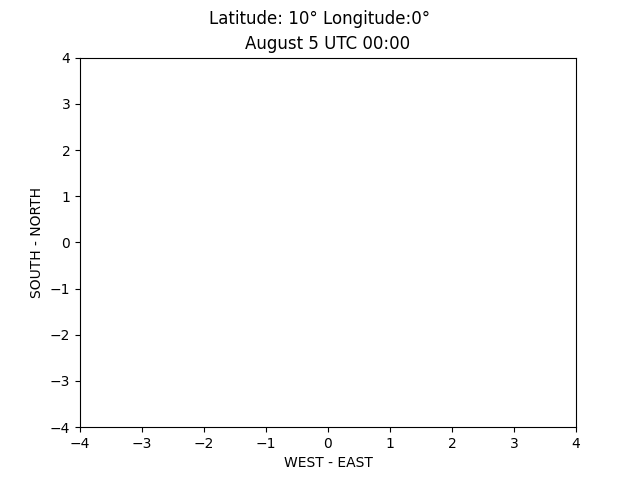 Latitude: 10° Longitude:0°
August 5 UTC 00:00
4
3
2
1
0
−1
−2
−3
−4
SOUTH - NORTH
−4 −3 −2 −1 0 1 2 3 4
WEST - EAST